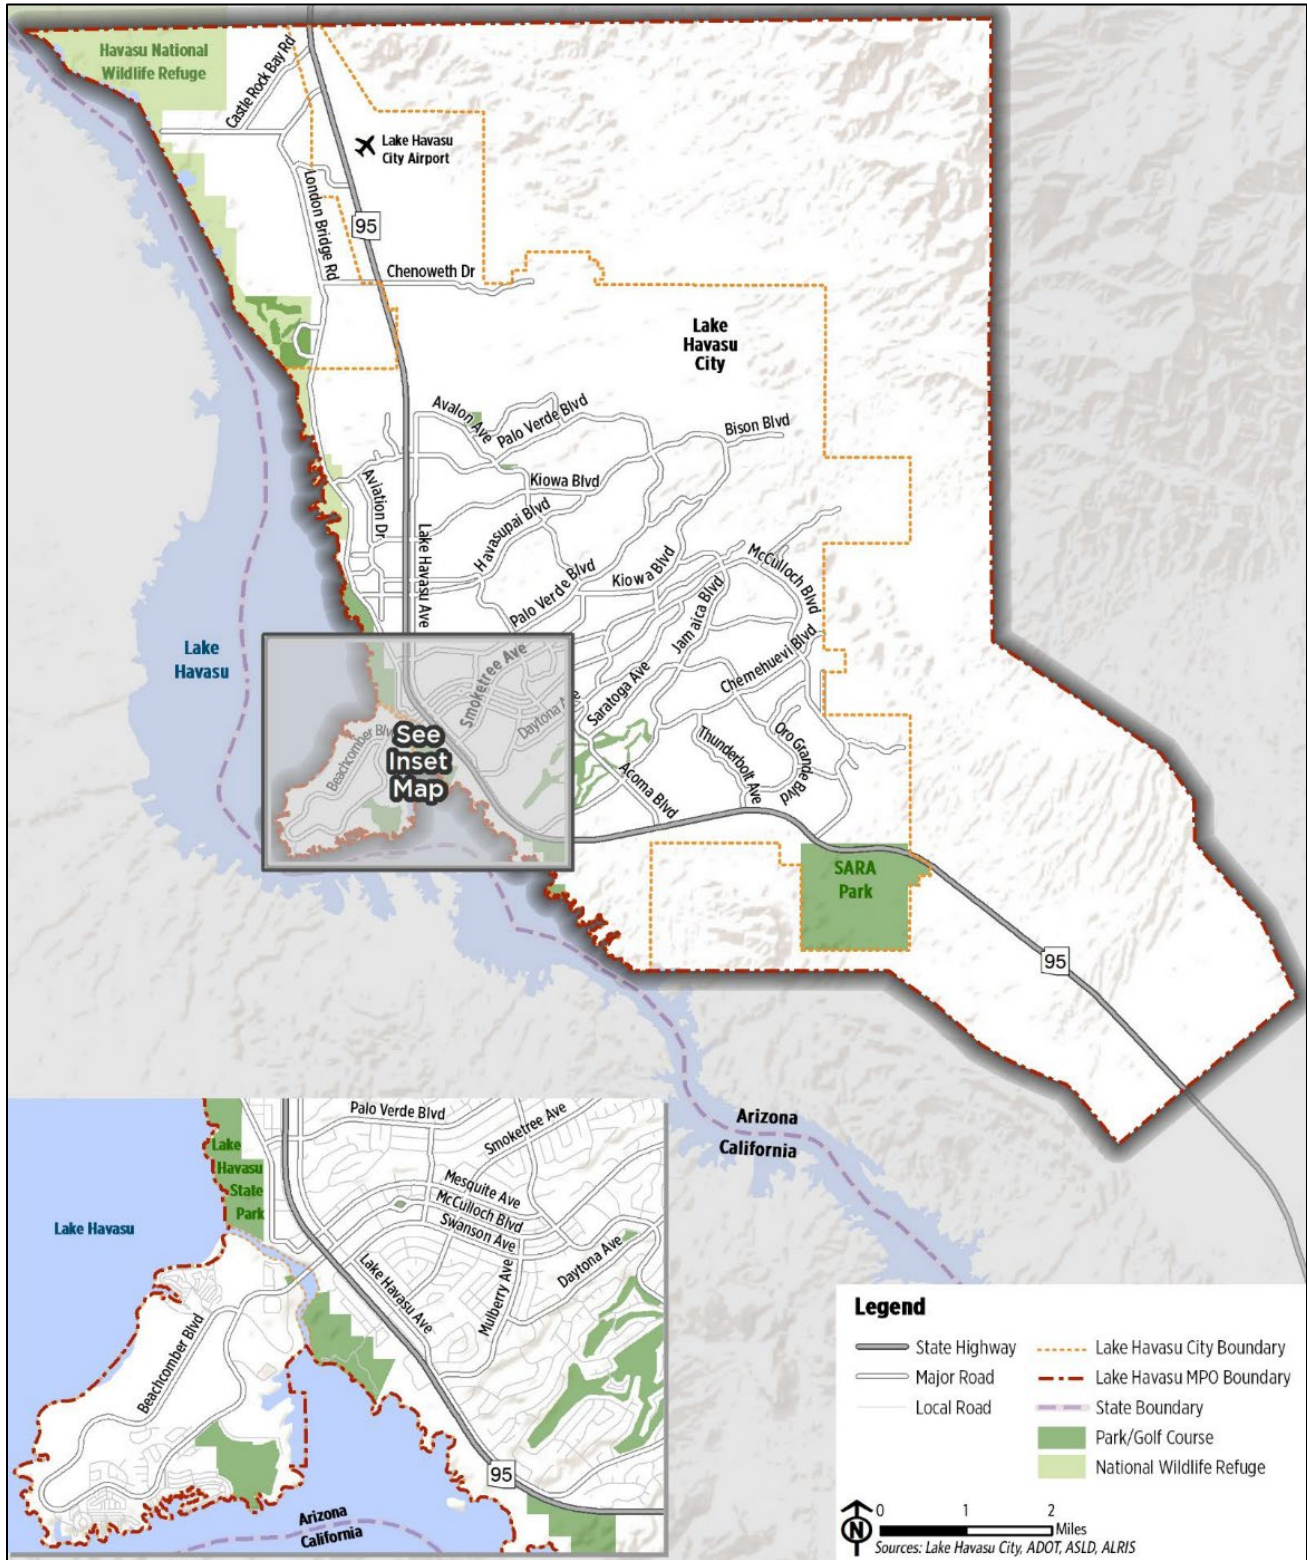 Havasu National
Wildlife Refuge
Castle Rock Bay Rd
Lake Havasu
City Airport
London Bridge Rd
95
Chenoweth Dr
Lake
Havasu
City
Avalon Ave
Palo Verde Blvd
Bison Blvd
Aviation Dr
Kiowa Blvd
Lake Havasu Ave
Havasupai Blvd
Palo Verde Blvd
Kiowa Blvd
McCulloch Blvd
Jamaica Blvd
Lake
Havasu
Smoketree Ave
Chemehuevi Blvd
Saratoga Ave
Daytona
Beachcomber Blv
See
Inset
Map
Thunderbolt Ave
Oro Grande Blvd
Acoma Blvd
SARA
Park
95
Arizona
California
Palo Verde Blvd
Smoketree Ave
Lake
Havasu
State
Park
Mesquite Ave
McCulloch Blvd
Swanson Ave
Lake Havasu
Daytona Ave
Lake Havasu Ave
Mulberry Ave
Beachcomber Blvd
95
Arizona
California
Legend
State Highway
Major Road
Local Road
Lake Havasu City Boundary
Lake Havasu MPO Boundary
State Boundary
Park/Golf Course
National Wildlife Refuge
N
0 1 2
Miles
Sources: Lake Havasu City, ADOT, ASLD, ALRIS